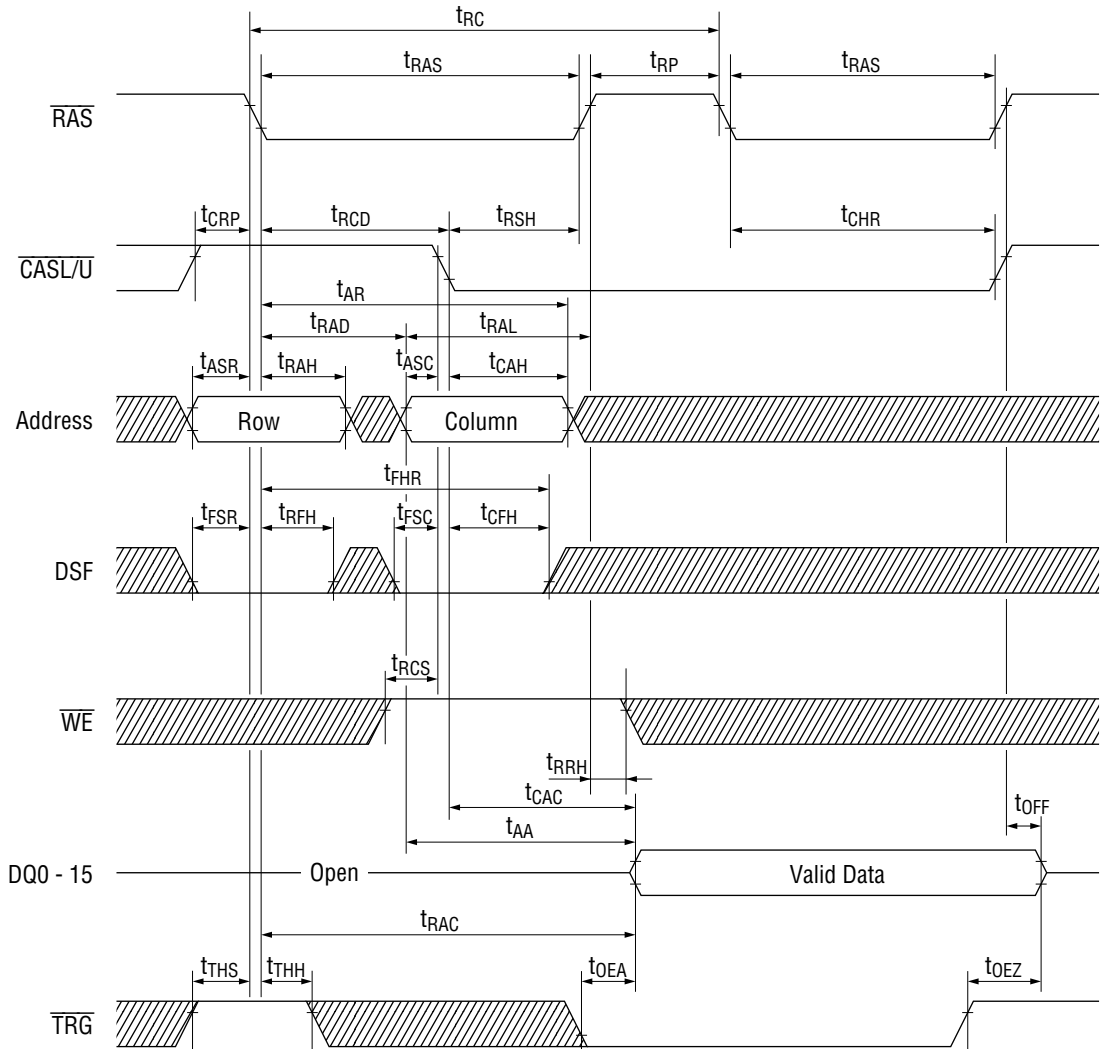 tRC
tRAS tRP tRAS
RAS
tCRP tRCD tRSH tCHR
CASL/U
tAR
tRAD tRAL
tASR tRAH tASC tCAH
Address Row Column
tFHR
tFSR tRFH tFSC tCFH
DSF
tRCS
WE
tRRH
tCAC
tOFF
tAA
DQ0 - 15 Open Valid Data
tRAC
tTHS tTHH tOEA tOEZ
TRG